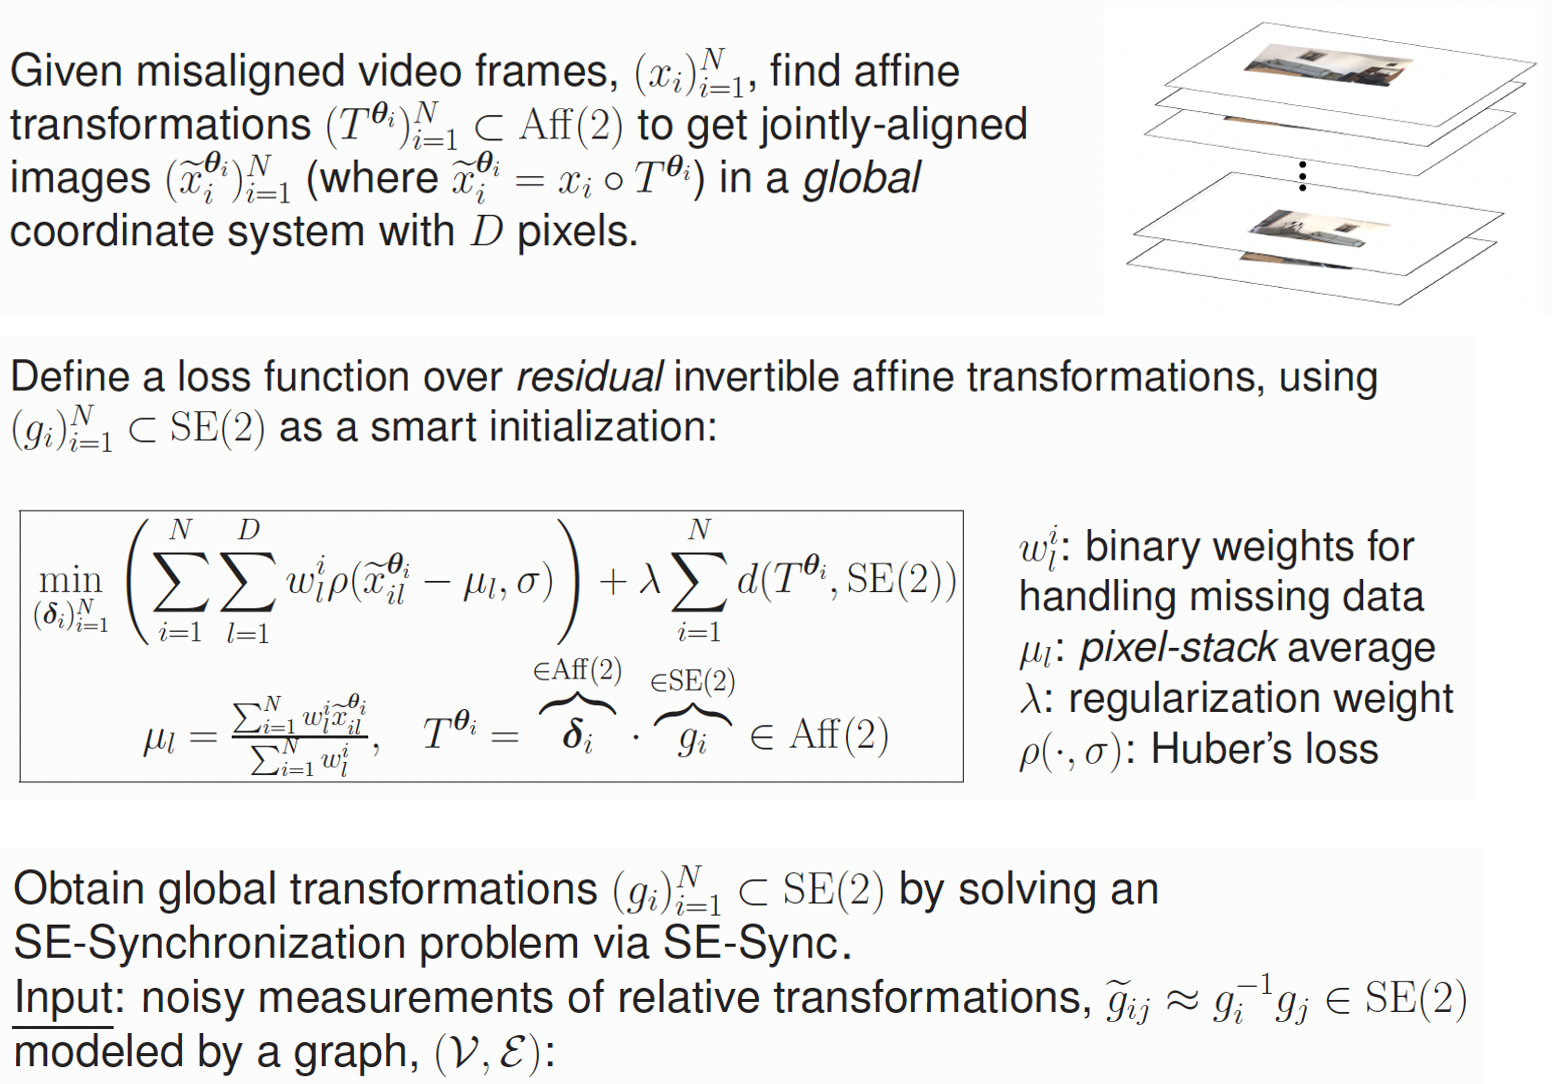 Given misaligned video frames, $(x_i)_{i=1}^N$, find affine
transformations $(T^{\boldsymbol{\theta}_i})_{i=1}^N \subset \mathrm{Aff}(2)$ to get jointly-aligned
images $(\widetilde{x}_i^{\boldsymbol{\theta}_i})_{i=1}^N$ (where $\widetilde{x}_i^{\boldsymbol{\theta}_i} = x_i \circ T^{\boldsymbol{\theta}_i}$) in a global
coordinate system with $D$ pixels.
Define a loss function over residual invertible affine transformations, using
$(g_i)_{i=1}^N \subset \mathrm{SE}(2)$ as a smart initialization:
$\min_{(\boldsymbol{\delta}_i)_{i=1}^N} \left( \sum_{i=1}^N \sum_{l=1}^D w_l^i \rho(\widetilde{x}_{il}^{\boldsymbol{\theta}_i} - \mu_l, \sigma) \right) + \lambda \sum_{i=1}^N d(T^{\boldsymbol{\theta}_i}, \mathrm{SE}(2))$
$\mu_l = \frac{\sum_{i=1}^N w_l^i \widetilde{x}_{il}^{\boldsymbol{\theta}_i}}{\sum_{i=1}^N w_l^i}, \quad T^{\boldsymbol{\theta}_i} = \overbrace{\boldsymbol{\delta}_i}^{\in \mathrm{Aff}(2)} \cdot \overbrace{g_i}^{\in \mathrm{SE}(2)} \in \mathrm{Aff}(2)$
$w_l^i$: binary weights for
handling missing data
$\mu_l$: pixel-stack average
$\lambda$: regularization weight
$\rho(\cdot, \sigma)$: Huber's loss
Obtain global transformations $(g_i)_{i=1}^N \subset \mathrm{SE}(2)$ by solving an
SE-Synchronization problem via SE-Sync.
Input: noisy measurements of relative transformations, $\widetilde{g}_{ij} \approx g_i^{-1} g_j \in \mathrm{SE}(2)$
modeled by a graph, $(\mathcal{V}, \mathcal{E})$: